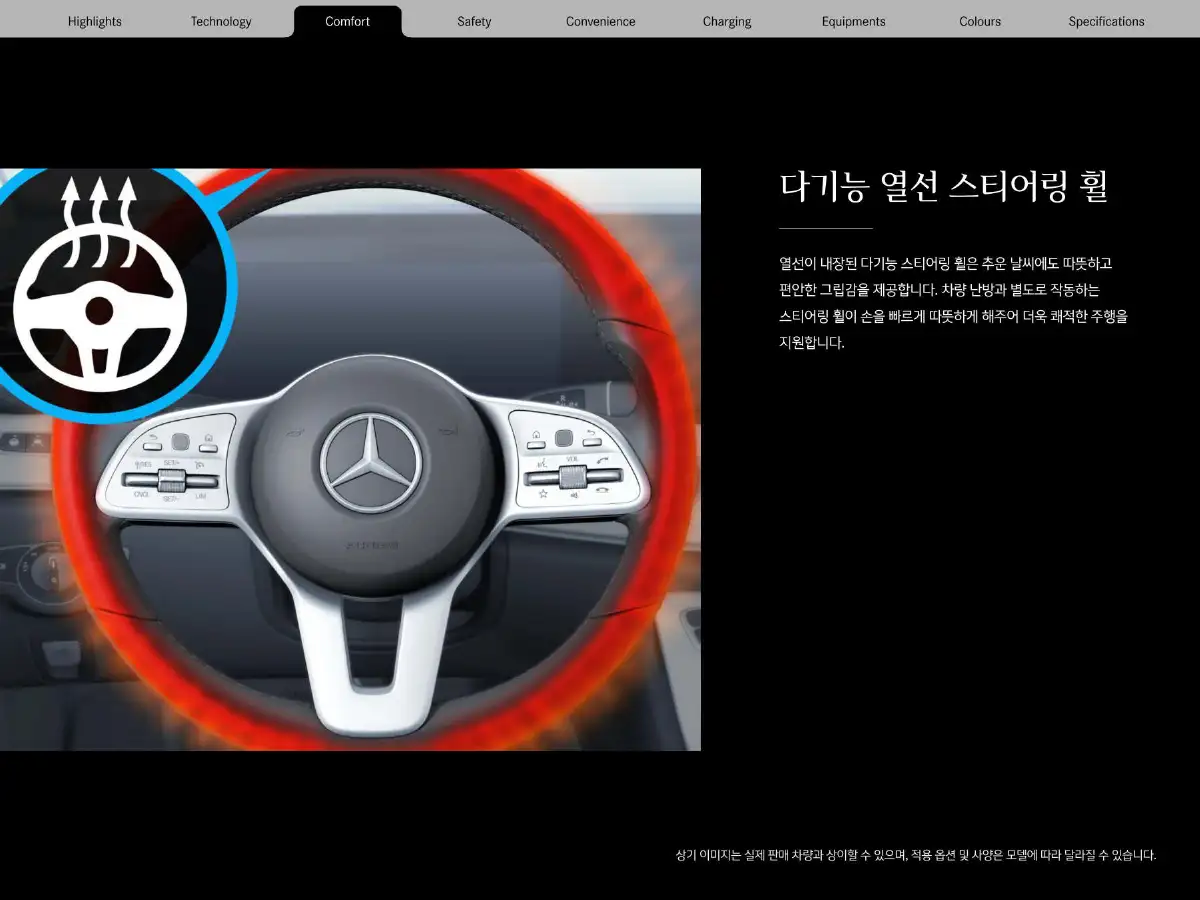 Highlights
Technology
Comfort
Safety
Convenience
Charging
Equipments
Colours
Specifications
다기능 열선 스티어링 휠
열선이 내장된 다기능 스티어링 휠은 추운 날씨에도 따뜻하고
편안한 그립감을 제공합니다. 차량 난방과 별도로 작동하는
스티어링 휠이 손을 빠르게 따뜻하게 해주어 더욱 쾌적한 주행을
지원합니다.
RES SET+
CNCL SET- LIM
VOL
R
상기 이미지는 실제 판매 차량과 상이할 수 있으며, 적용 옵션 및 사양은 모델에 따라 달라질 수 있습니다.